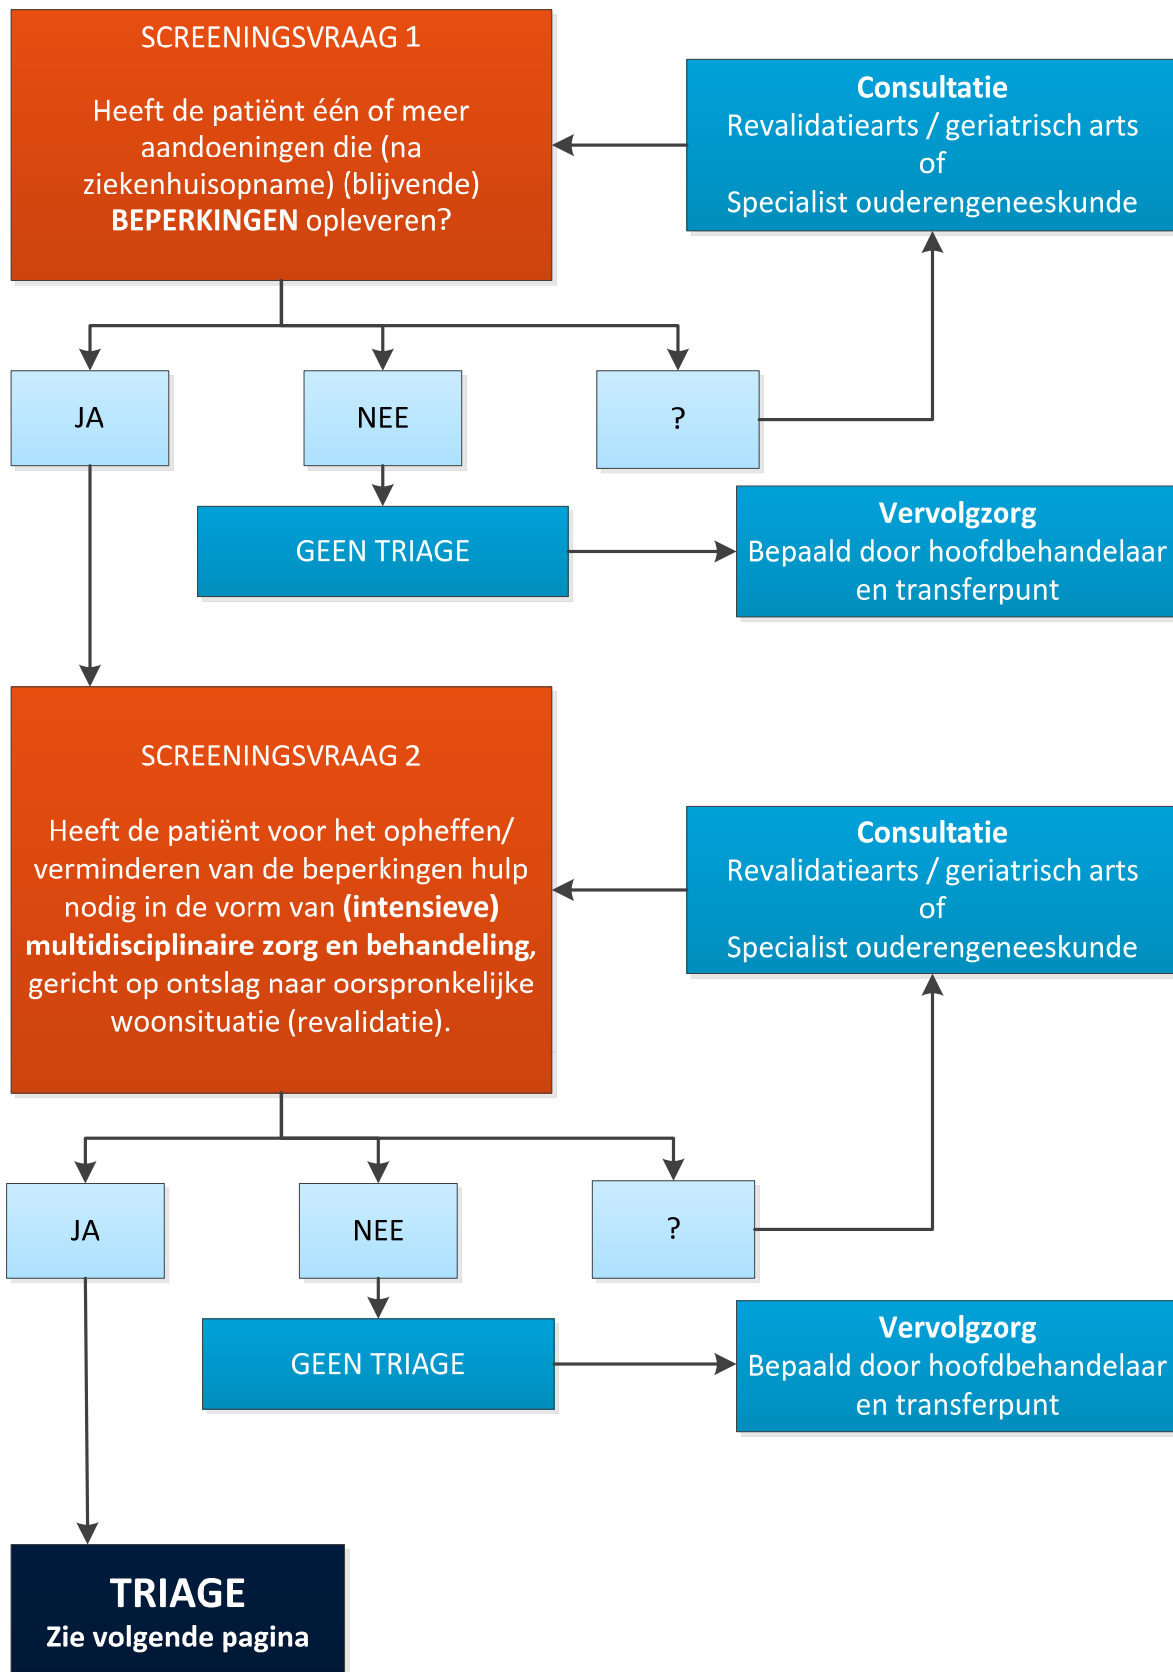 SCREENINGSVRAAG 1
Heeft de patiënt één of meer
aandoeningen die (na
ziekenhuisopname) (blijvende)
BEPERKINGEN opleveren?
Consultatie
Revalidatiearts / geriatrisch arts
of
Specialist ouderengeneeskunde
JA
NEE
?
GEEN TRIAGE
Vervolgzorg
Bepaald door hoofdbehandelaar
en transferpunt
SCREENINGSVRAAG 2
Heeft de patiënt voor het opheffen/
verminderen van de beperkingen hulp
nodig in de vorm van (intensieve)
multidisciplinaire zorg en behandeling,
gericht op ontslag naar oorspronkelijke
woonsituatie (revalidatie).
Consultatie
Revalidatiearts / geriatrisch arts
of
Specialist ouderengeneeskunde
JA
NEE
?
GEEN TRIAGE
Vervolgzorg
Bepaald door hoofdbehandelaar
en transferpunt
TRIAGE
Zie volgende pagina